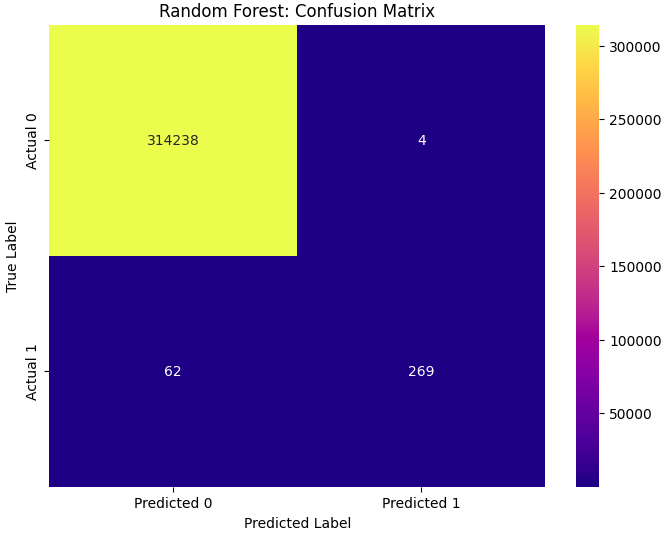 Random Forest: Confusion Matrix
True Label
Actual 0
Actual 1
314238
4
62
269
Predicted 0
Predicted 1
Predicted Label
300000
250000
200000
150000
100000
50000